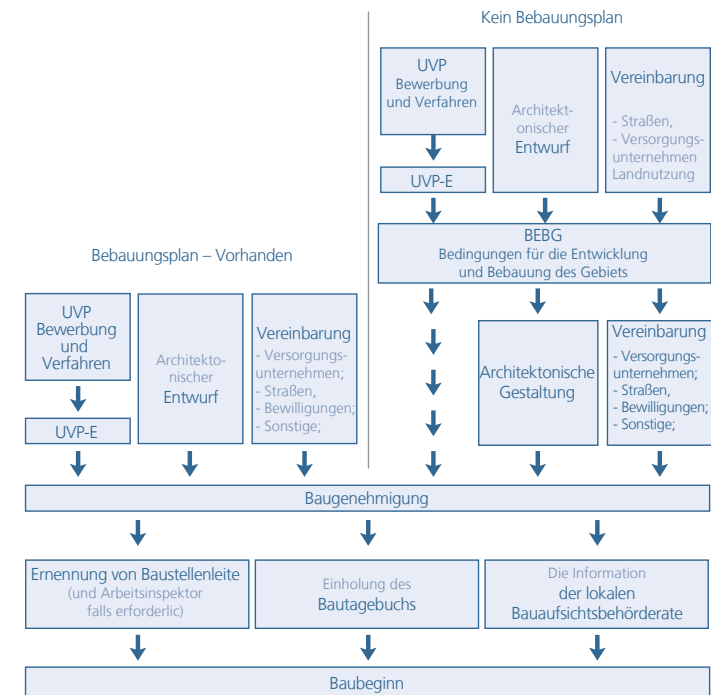 Kein Bebauungsplan
UVP
Bewerbung
und Verfahren
UVP-E
Architekt-
onischer
Entwurf
Vereinbarung
- Straßen,
- Versorgungs-
unternehmen
Landnutzung
BEBG
Bedingungen für die Entwicklung
und Bebauung des Gebiets
Architektonische
Gestaltung
Vereinbarung
- Versorgungs-
unternehmen;
- Straßen,
- Bewilligungen;
- Sonstige;
Bebauungsplan – Vorhanden
UVP
Bewerbung
und
Verfahren
UVP-E
Architekto-
nischer
Entwurf
Vereinbarung
- Versorgungs-
unternehmen;
- Straßen,
- Bewilligungen;
- Sonstige;
Baugenehmigung
Ernennung von Baustellenleite
(und Arbeitsinspektor
falls erforderlic)
Einholung des
Bautagebuchs
Die Information
der lokalen
Bauaufsichtsbehörderate
Baubeginn